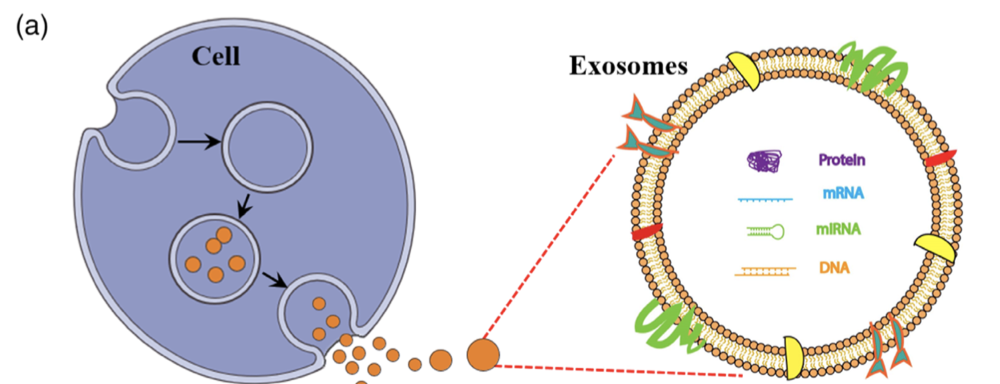 (a)
Cell
Exosomes
Protein
mRNA
miRNA
DNA